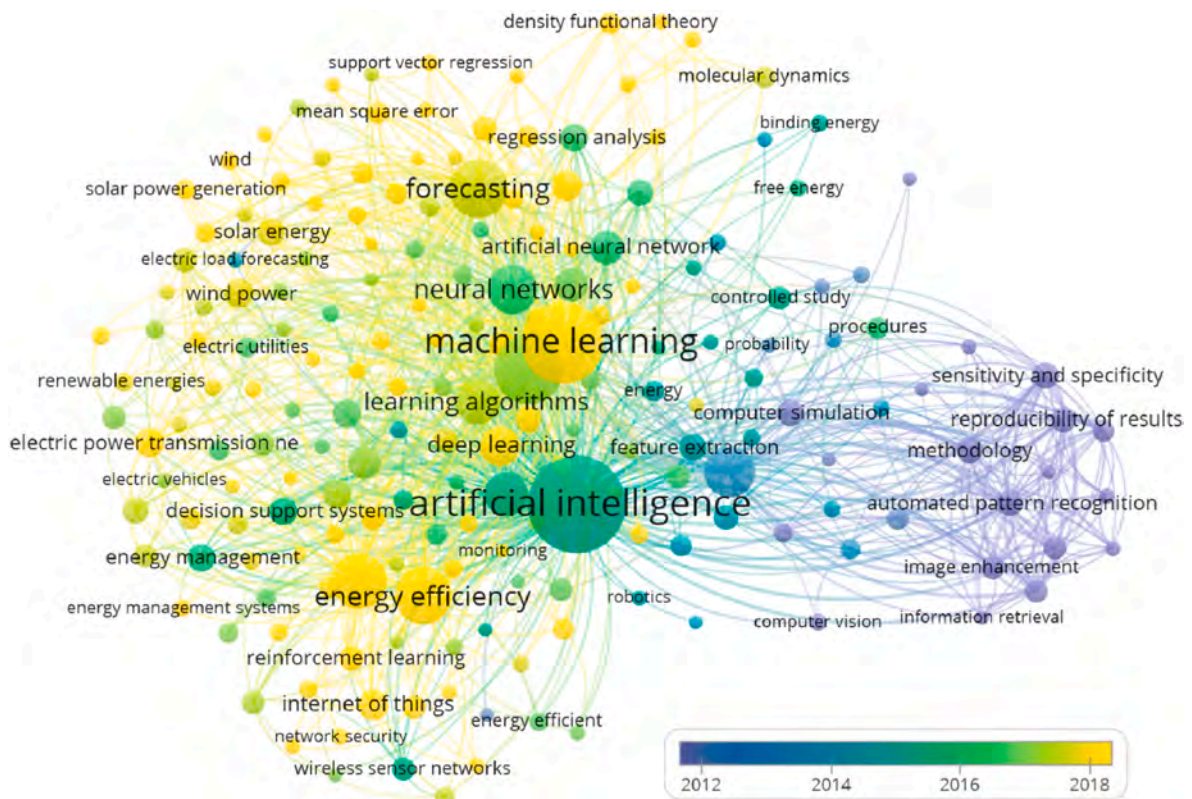 density functional theory
support vector regression
molecular dynamics
mean square error
binding energy
regression analysis
wind
solar power generation
forecasting
free energy
solar energy
artificial neural network
electric load forecasting
wind power
neural networks
controlled study
procedures
machine learning
electric utilities
probability
renewable energies
sensitivity and specificity
energy
learning algorithms
computer simulation
reproducibility of results
electric power transmission ne
deep learning
feature extraction
methodology
electric vehicles
decision support systems
artificial intelligence
automated pattern recognition
energy management
monitoring
image enhancement
energy management systems
energy efficiency
robotics
computer vision
information retrieval
reinforcement learning
internet of things
energy efficient
network security
wireless sensor networks
2012 2014 2016 2018